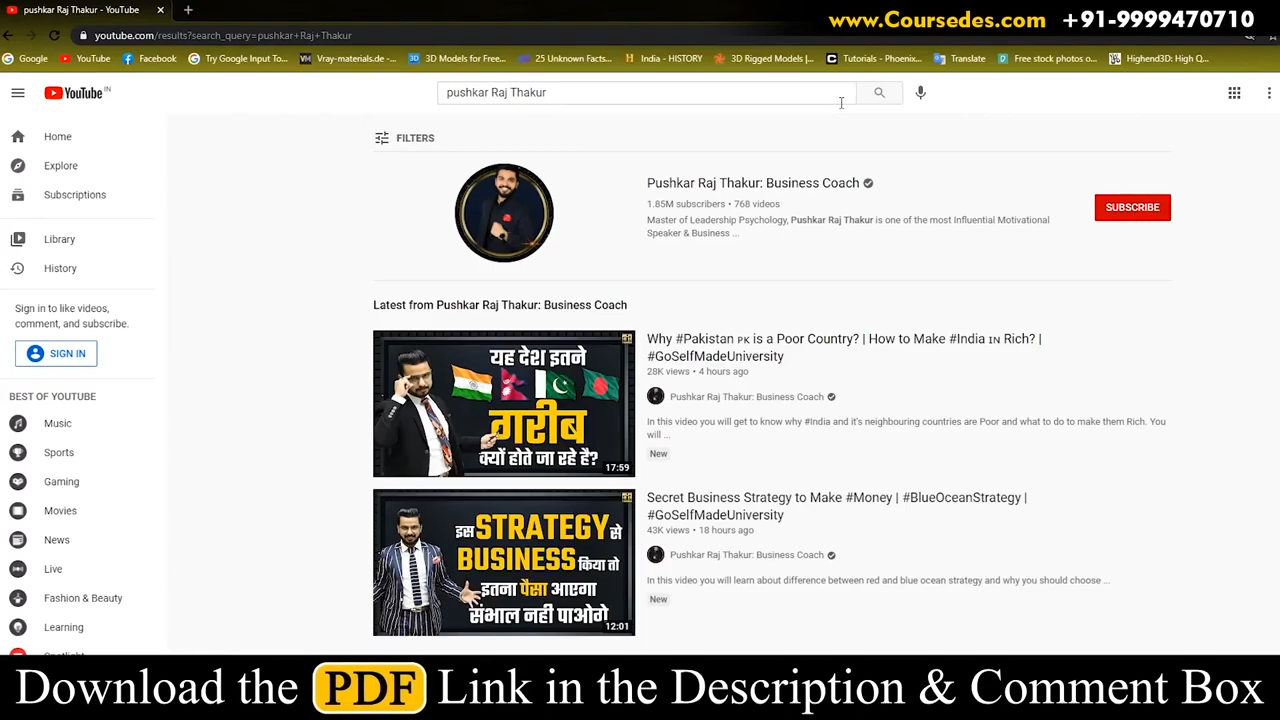 pushkar Raj Thakur - YouTube
www.Coursedes.com +91-9999470710
youtube.com/results?search_query=pushkar+Raj+Thakur
Google YouTube Facebook Try Google Input To... Vray-materials.de -... 3D Models for Free... 25 Unknown Facts... India - HISTORY 3D Rigged Models |... Tutorials - Phoenix... Translate Free stock photos o... Highend3D: High Q...
YouTube IN
pushkar Raj Thakur
Home
Explore
Subscriptions
Library
History
Sign in to like videos,
comment, and subscribe.
SIGN IN
BEST OF YOUTUBE
Music
Sports
Gaming
Movies
News
Live
Fashion & Beauty
Learning
FILTERS
Pushkar Raj Thakur: Business Coach
1.85M subscribers • 768 videos
Master of Leadership Psychology, Pushkar Raj Thakur is one of the most Influential Motivational
Speaker & Business ...
SUBSCRIBE
Latest from Pushkar Raj Thakur: Business Coach
यह देश इतने
गरीब
क्यों होते जा रहे है?
17:59
Why #Pakistan ᴘᴋ is a Poor Country? | How to Make #India ɪɴ Rich? |
#GoSelfMadeUniversity
28K views • 4 hours ago
Pushkar Raj Thakur: Business Coach
In this video you will get to know why #India and it's neighbouring countries are Poor and what to do to make them Rich. You
will ...
New
इस STRATEGY से
BUSINESS किया तो
इतना पैसा आएगा
संभाल नही पाओगे
12:01
Secret Business Strategy to Make #Money | #BlueOceanStrategy |
#GoSelfMadeUniversity
43K views • 18 hours ago
Pushkar Raj Thakur: Business Coach
In this video you will learn about difference between red and blue ocean strategy and why you should choose ...
New
Download the PDF Link in the Description & Comment Box